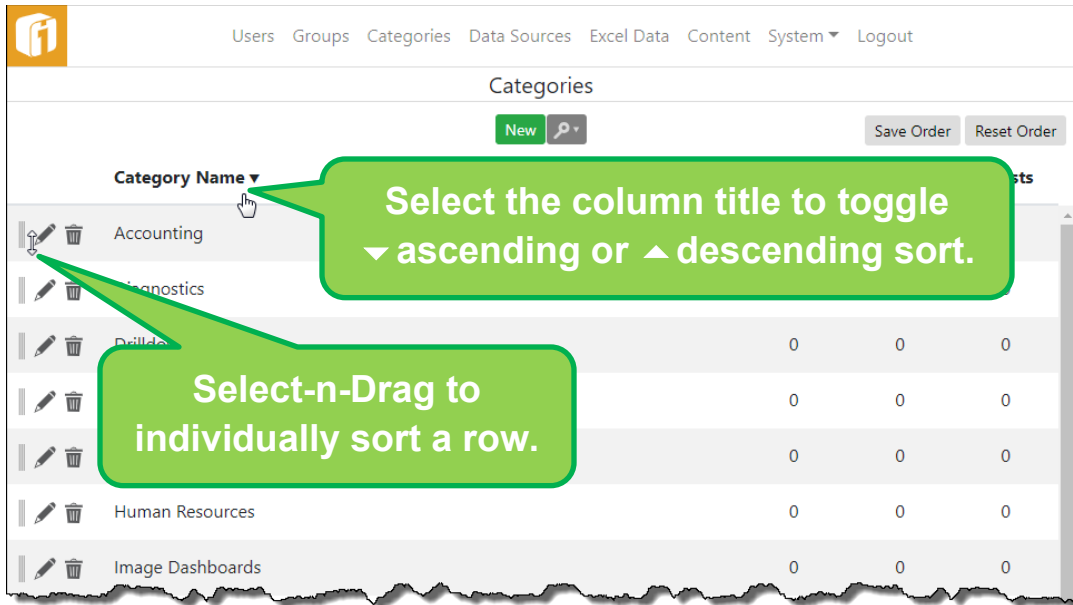 Users Groups Categories Data Sources Excel Data Content System Logout
Categories
New Save Order Reset Order
Category Name
Select the column title to toggle
ascending or descending sort.
Accounting
0 0 0
0 0 0
Select-n-Drag to
individually sort a row.
0 0 0
Human Resources 0 0 0
Image Dashboards 0 0 0